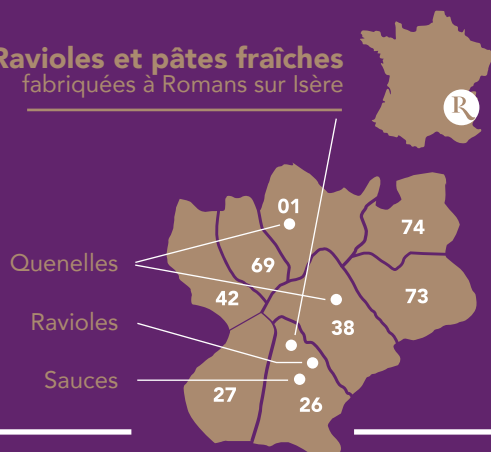 Ravioles et pâtes fraîches
fabriquées à Romans sur Isère
R
01
74
69
Quenelles
42
73
Ravioles
38
Sauces
27
26